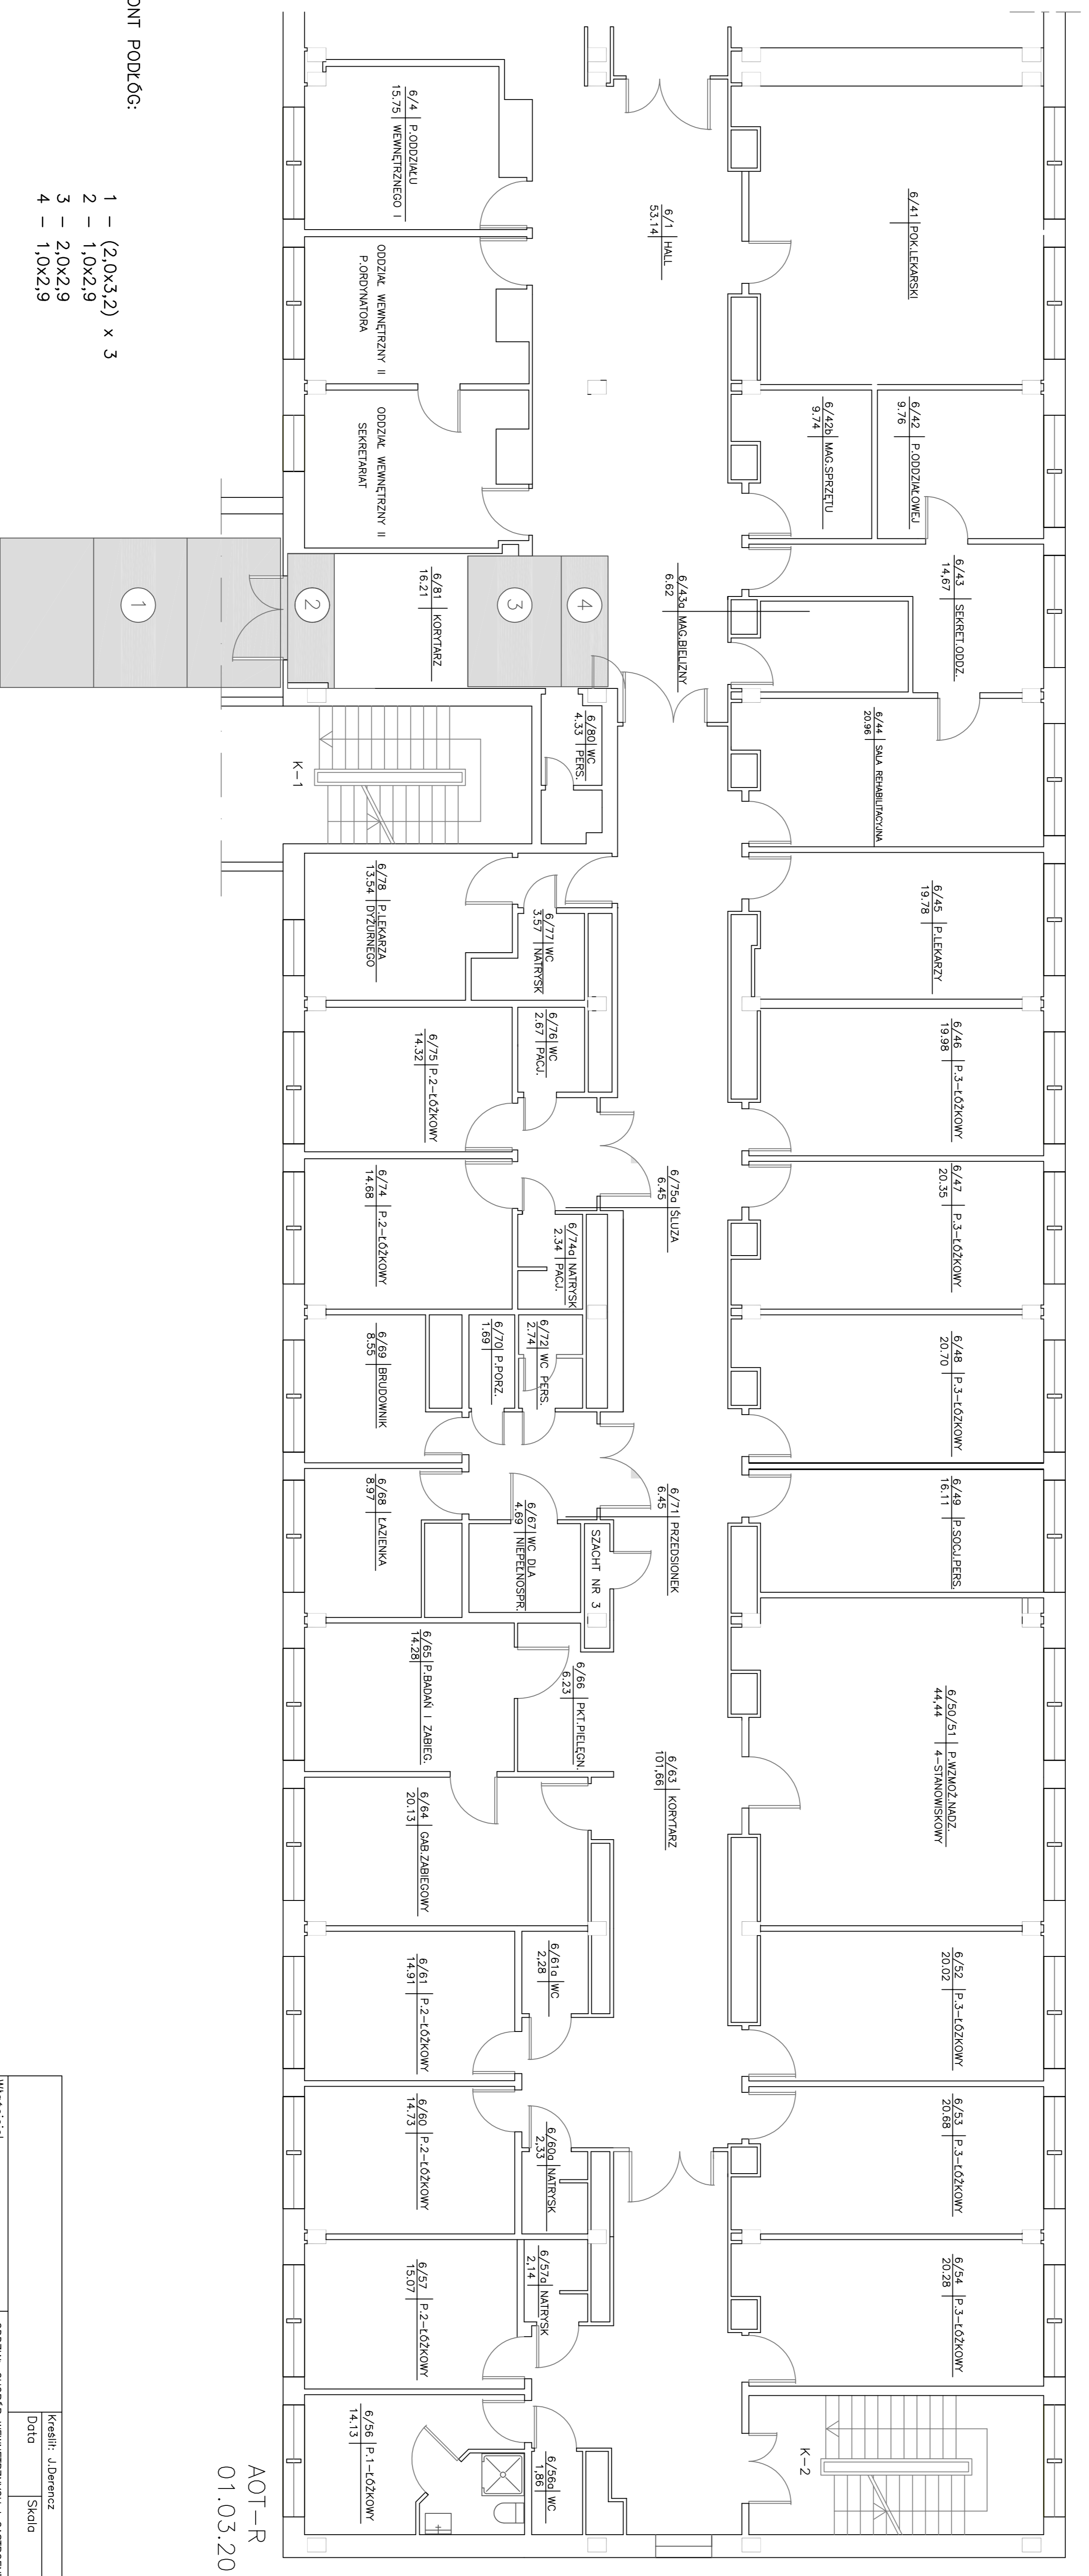 6/41 POK.LEKARSKI
6/42 P.ODDZIAŁOWEJ
9.76
6/42b MAG.SPRZĘTU
9.74
6/43 SEKRET.ODDZ.
14,67
6/43a MAG.BIELIZNY
6.62
6/44 SALA REHABILITACYJNA
20.96
6/45 P.LEKARZY
19.78
6/46 P.3-ŁÓŻKOWY
19.98
6/47 P.3-ŁÓŻKOWY
20.35
6/48 P.3-ŁÓŻKOWY
20.70
6/49 P.SOCJ.PERS.
16.11
6/50/51 P.WZMOŻ.NADZ.
44,44 4-STANOWISKOWY
6/52 P.3-ŁÓŻKOWY
20.02
6/53 P.3-ŁÓŻKOWY
20.68
6/54 P.3-ŁÓŻKOWY
20.28
K-2
6/1 HALL
53.14
6/75a ŚLUZA
6.45
6/71 PRZEDSIONEK
6.45
6/63 KORYTARZ
101,66
6/4 P.ODDZIAŁU
15.75 WEWNĘTRZNEGO I
ODDZIAŁ WEWNĘTRZNY II
P.ORDYNATORA
ODDZIAŁ WEWNĘTRZNY II
SEKRETARIAT
6/81 KORYTARZ
16.21
1
2
3
4
6/80 WC
4.33 PERS.
K-1
6/78 P.LEKARZA
13.54 DYŻURNEGO
6/77 WC
3.57 NATRYSK
6/76 WC
2.67 PACJ.
6/75 P.2-ŁÓŻKOWY
14.32
6/74 P.2-ŁÓŻKOWY
14.68
6/74a NATRYSK
2.34 PACJ.
6/72 WC PERS.
2.74
6/70 P.PORZ.
1.69
6/69 BRUDOWNIK
8.55
6/68 ŁAZIENKA
8.97
6/67 WC DLA
4.69 NIEPEŁNOSPR.
SZACHT NR 3
6/66 PKT.PIELĘGN.
6.23
6/65 P.BADAŃ I ZABIEG.
14.28
6/64 GAB.ZABIEGOWY
20.13
6/61a WC
2,28
6/61 P.2-ŁÓŻKOWY
14.91
6/60 P.2-ŁÓŻKOWY
14.73
6/60a NATRYSK
2,33
6/57a NATRYSK
2,14
6/57 P.2-ŁÓŻKOWY
15.07
6/56a WC
1,86
6/56 P.1-ŁÓŻKOWY
14.13
PODŁÓG:
1 - (2,0x3,2) x 3
2 - 1,0x2,9
3 - 2,0x2,9
4 - 1,0x2,9
AOT-R
01.03.20
Kreślił: J.Derencz
Data Skala